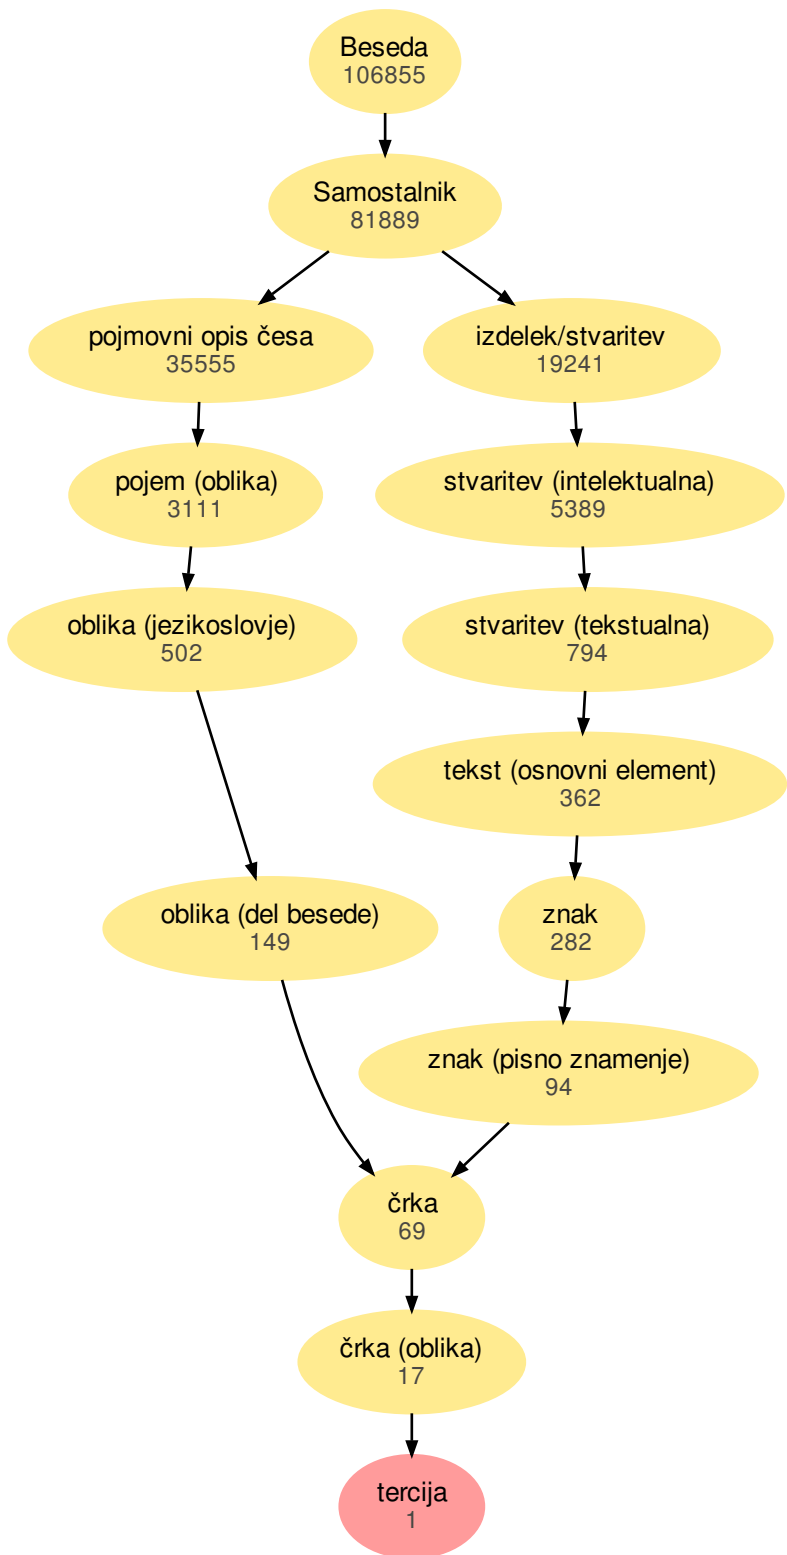 Beseda
106855
Samostalnik
81889
pojmovni opis česa
35555
izdelek/stvaritev
19241
pojem (oblika)
3111
stvaritev (intelektualna)
5389
oblika (jezikoslovje)
502
stvaritev (tekstualna)
794
tekst (osnovni element)
362
oblika (del besede)
149
znak
282
znak (pisno znamenje)
94
črka
69
črka (oblika)
17
tercija
1